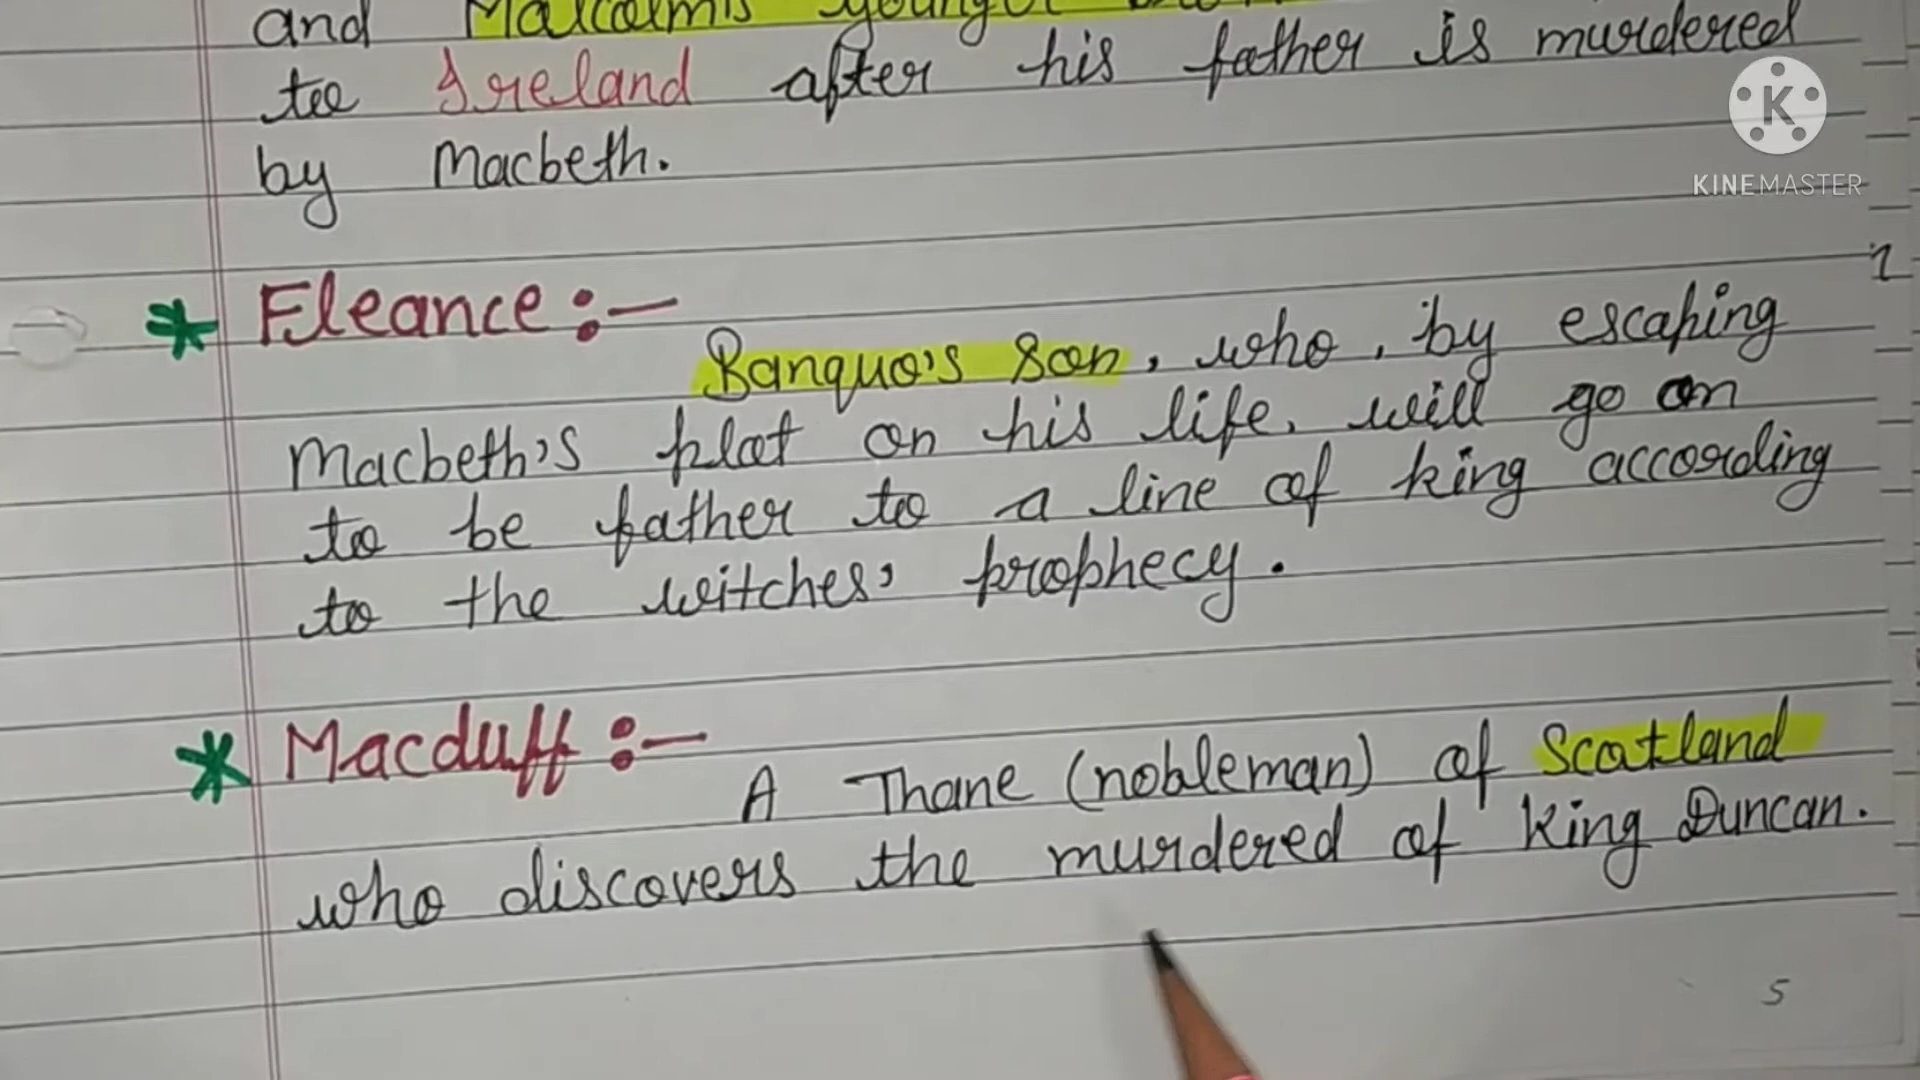 and Malcolm's younger
to Ireland after his father is murdered
by Macbeth.
K
KINEMASTER
* Fleance :-
Banquo's Son, who, by escaping
Macbeth's plot on his life, will go on
to be father to a line of king according
to the witches' prophecy.
* Macduff :-
A Thane (nobleman) of Scotland
who discovers the murdered of King Duncan.
5